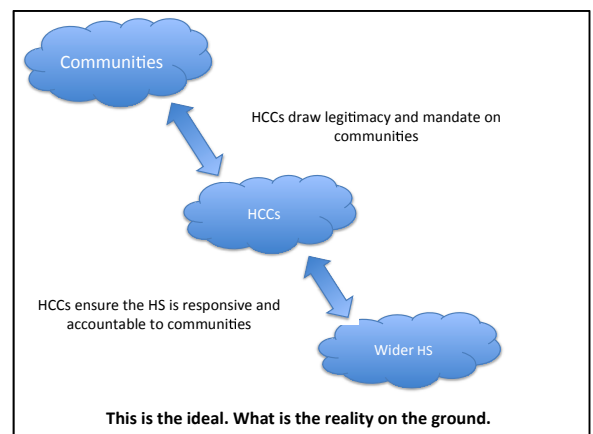 Communities
HCCs draw legitimacy and mandate on
communities
HCCs
HCCs ensure the HS is responsive and
accountable to communities
Wider HS
This is the ideal. What is the reality on the ground.